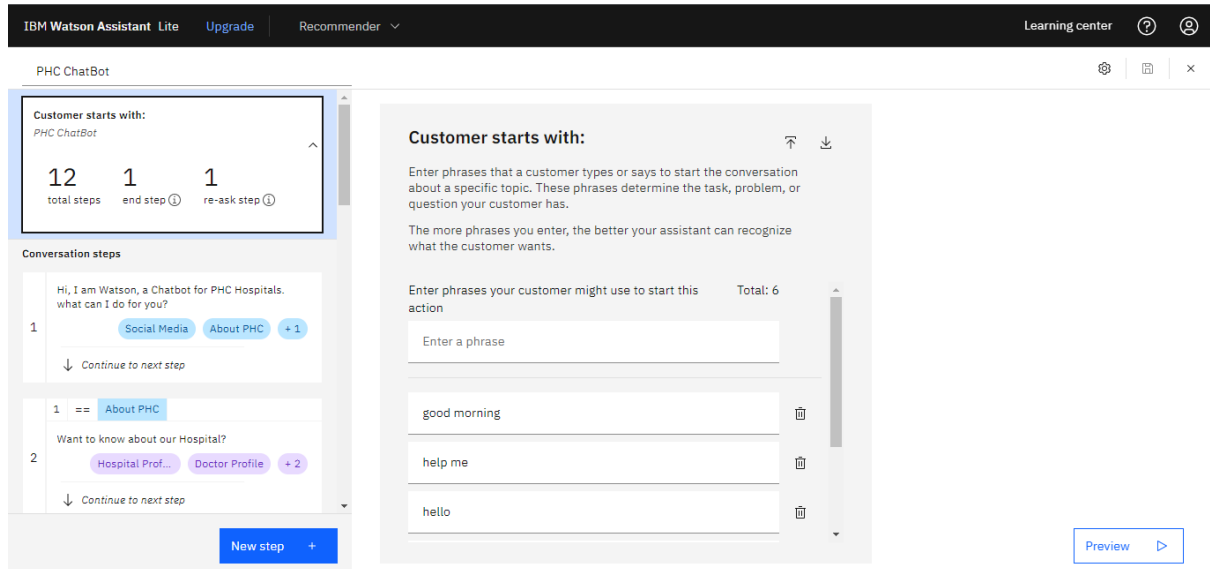 IBM Watson Assistant Lite Upgrade Recommender Learning center
PHC ChatBot
Customer starts with:
PHC ChatBot
12 1 1
total steps end step re-ask step
Conversation steps
Hi, I am Watson, a Chatbot for PHC Hospitals.
what can I do for you?
1
Social Media About PHC + 1
Continue to next step
1 == About PHC
Want to know about our Hospital?
2
Hospital Prof... Doctor Profile + 2
Continue to next step
New step +
Customer starts with:
Enter phrases that a customer types or says to start the conversation
about a specific topic. These phrases determine the task, problem, or
question your customer has.
The more phrases you enter, the better your assistant can recognize
what the customer wants.
Enter phrases your customer might use to start this Total: 6
action
Enter a phrase
good morning
help me
hello
Preview